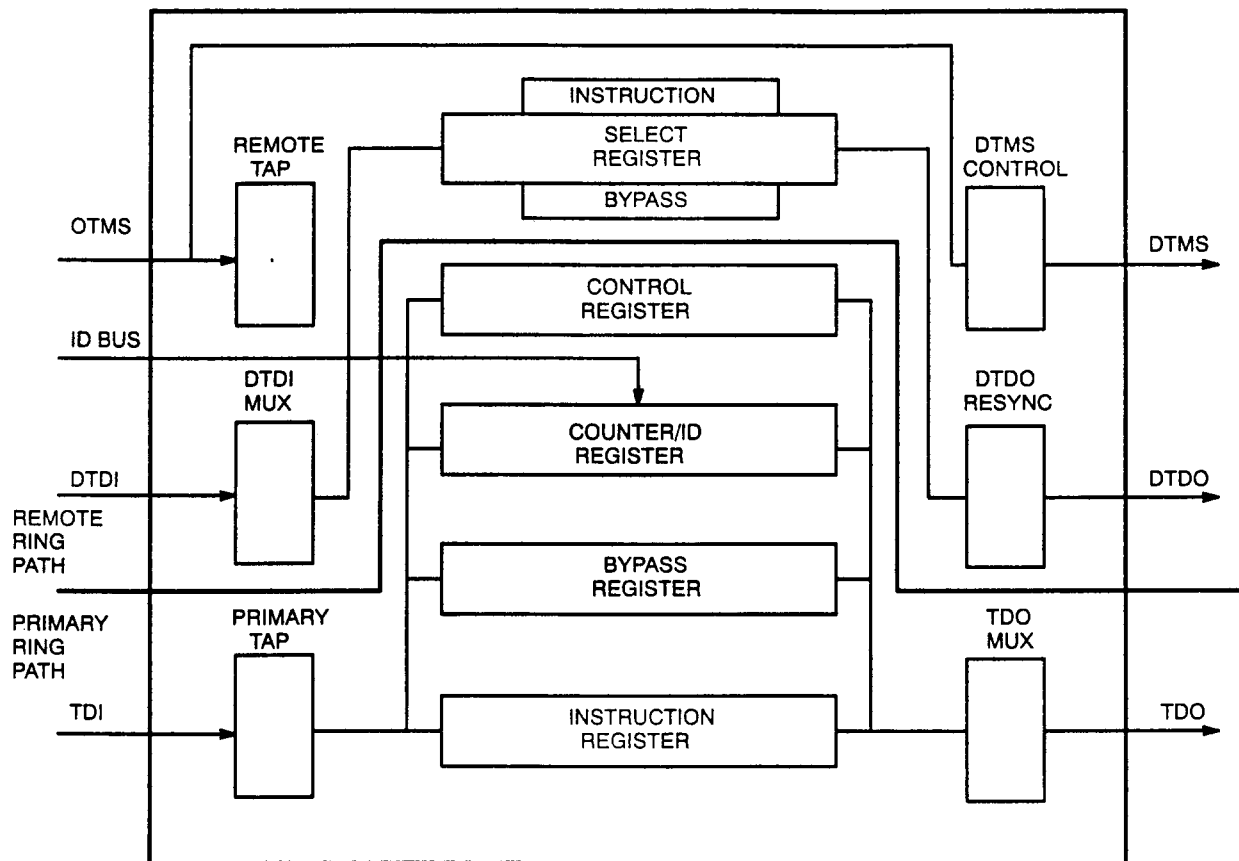 INSTRUCTION
SELECT
REGISTER
BYPASS
REMOTE
TAP
DTMS
CONTROL
OTMS
DTMS
CONTROL
REGISTER
ID BUS
DTDI
MUX
DTDO
RESYNC
COUNTER/ID
REGISTER
DTDI
DTDO
REMOTE
RING
PATH
BYPASS
REGISTER
PRIMARY
RING
PATH
PRIMARY
TAP
TDO
MUX
TDI
INSTRUCTION
REGISTER
TDO